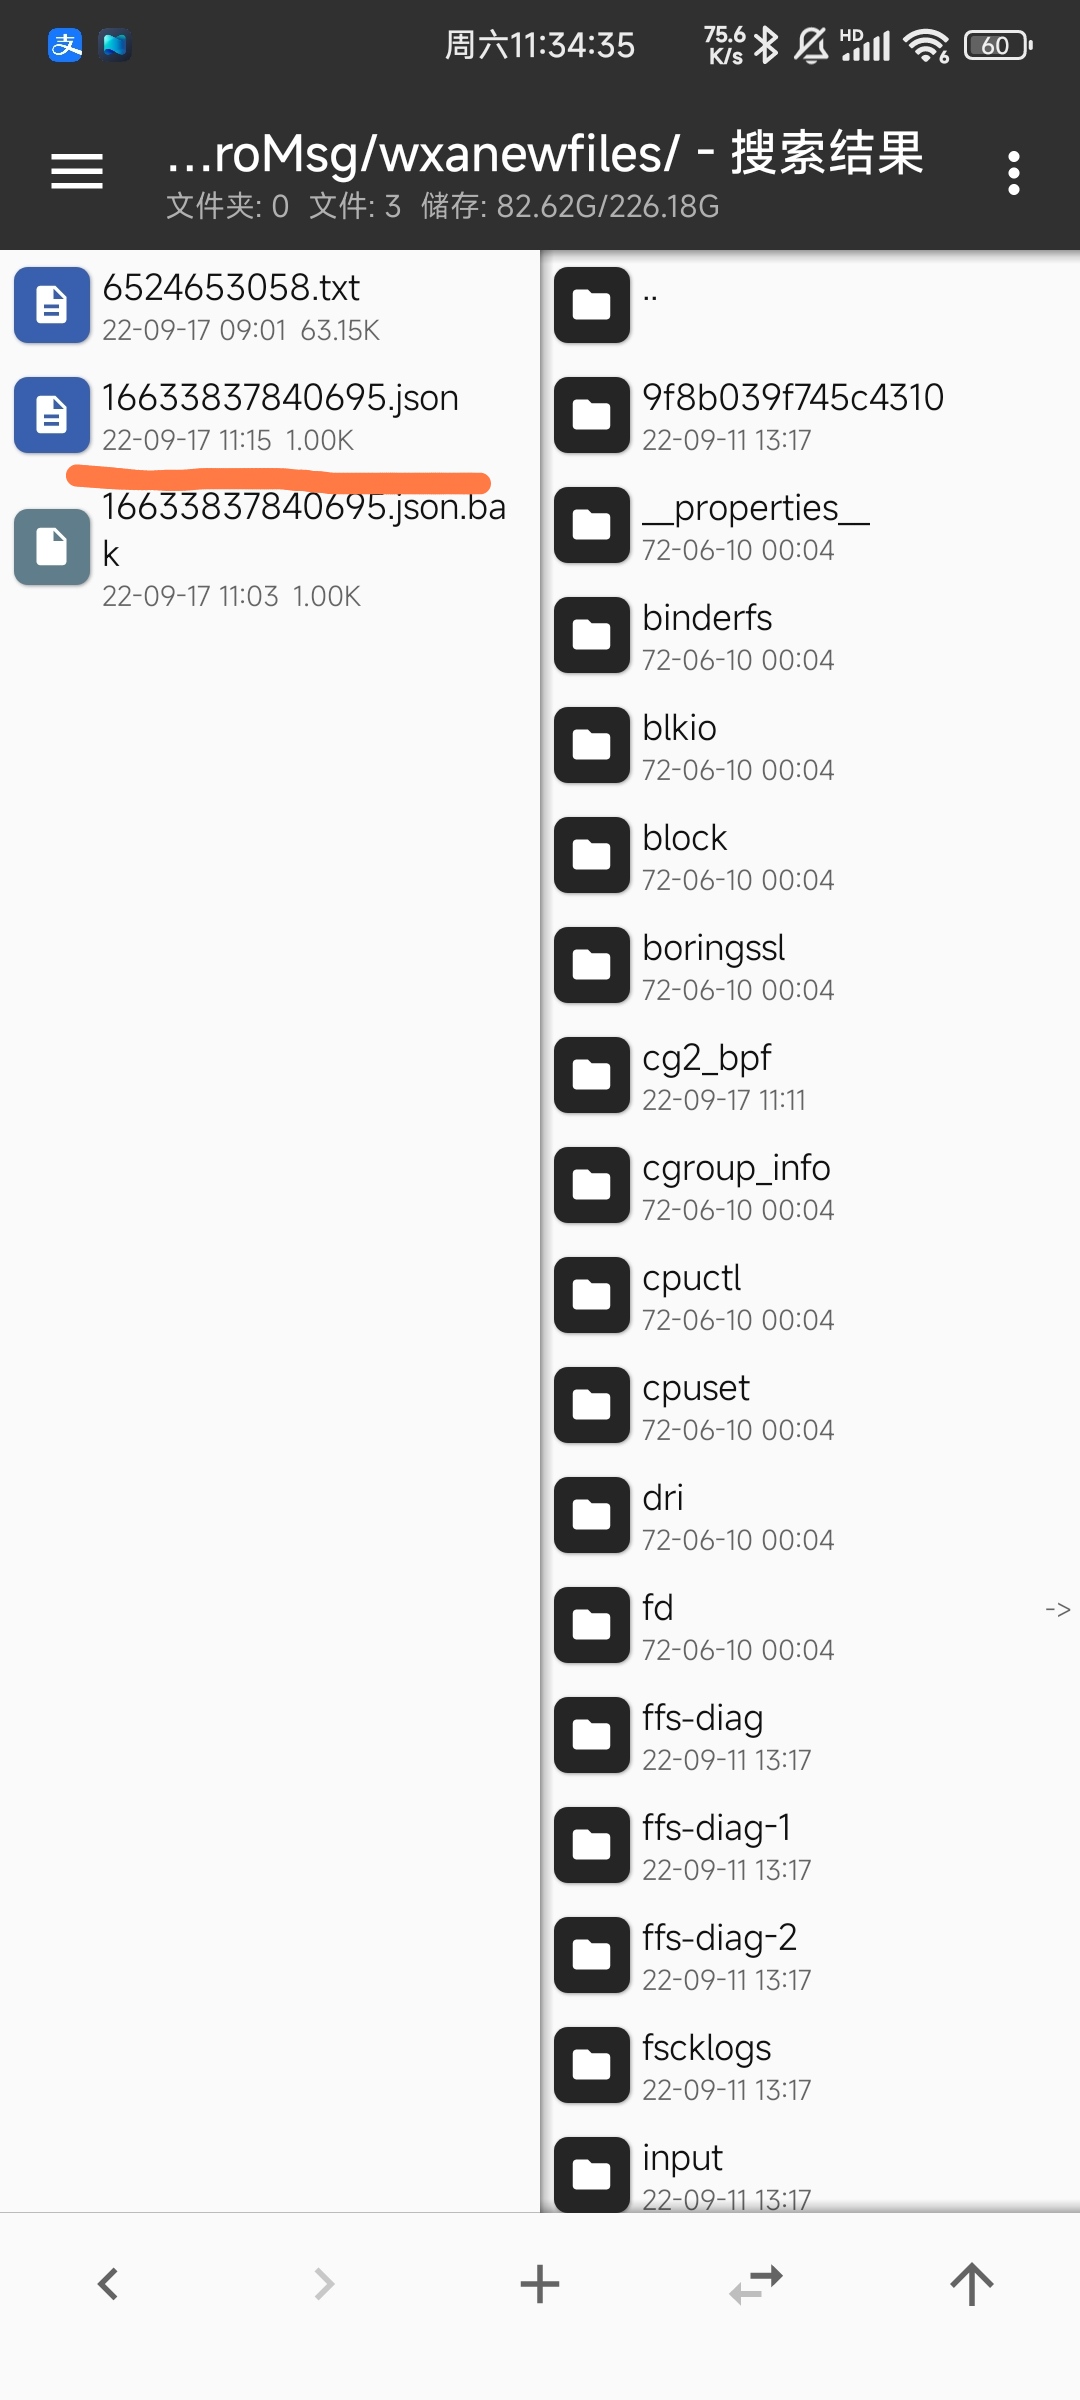 支
周六11:34:35
75.6
K/s
HD
6
60
...roMsg/wxanewfiles/ - 搜索结果
文件夹: 0 文件: 3 储存: 82.62G/226.18G
6524653058.txt
22-09-17 09:01 63.15K
16633837840695.json
22-09-17 11:15 1.00K
16633837840695.json.ba
k
22-09-17 11:03 1.00K
..
9f8b039f745c4310
22-09-11 13:17
__properties__
72-06-10 00:04
binderfs
72-06-10 00:04
blkio
72-06-10 00:04
block
72-06-10 00:04
boringssl
72-06-10 00:04
cg2_bpf
22-09-17 11:11
cgroup_info
72-06-10 00:04
cpuctl
72-06-10 00:04
cpuset
72-06-10 00:04
dri
72-06-10 00:04
fd ->
72-06-10 00:04
ffs-diag
22-09-11 13:17
ffs-diag-1
22-09-11 13:17
ffs-diag-2
22-09-11 13:17
fscklogs
22-09-11 13:17
input
22-09-11 13:17